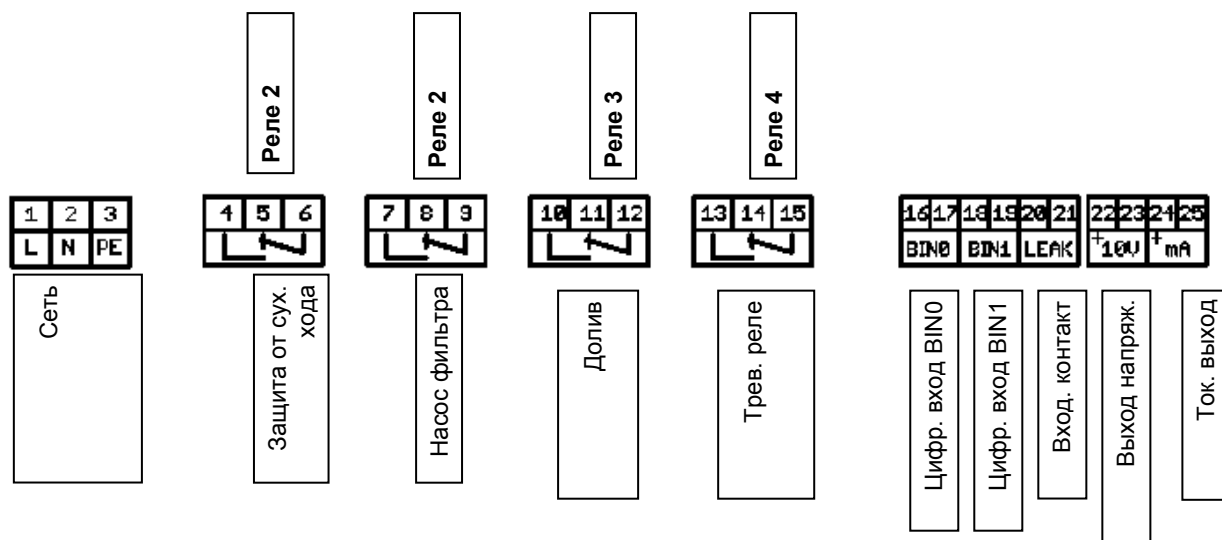 Реле 2
Реле 2
Реле 3
Реле 4
1 2 3
L N PE
4 5 6
7 8 9
10 11 12
13 14 15
16 17 18 19 20 21
BIN0 BIN1 LEAK
22 23 24 25
+10V +mA
Сеть
Защита от сух.
хода
Насос фильтра
Долив
Трев. реле
Цифр. вход BIN0
Цифр. вход BIN1
Вход. контакт
Выход напряж.
Ток. выход